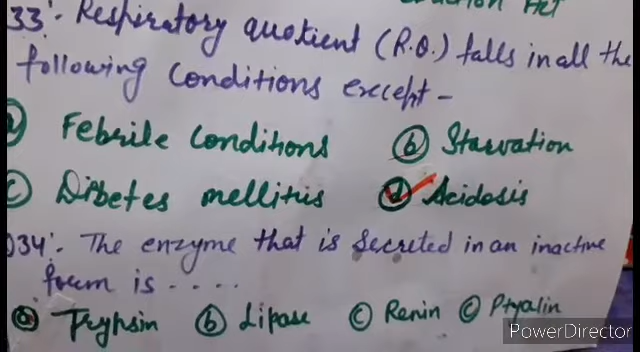 33'. Respiratory quotient (R.Q.) falls in all the
following Conditions except -
Febrile Conditions (b) Starvation
(c) Diabetes mellitus (d) Acidosis
Q34'. The enzyme that is Secreted in an inactive
form is - - - - -
(a) Trypsin (b) Lipase (c) Renin (c) Ptyalin
PowerDirector